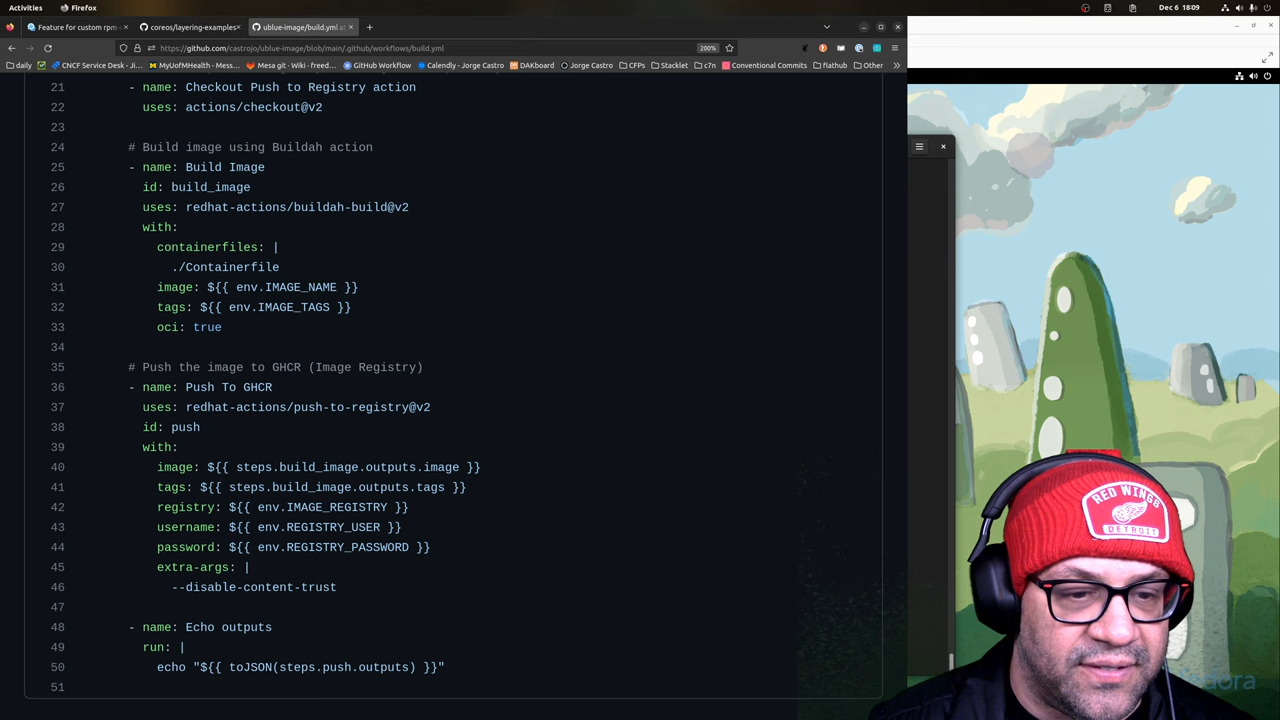 Activities
Firefox
Dec 6 18:09
Feature for custom rpm
coreos/layering-examples
ublue-image/build.yml a
https://github.com/castrojo/ublue-image/blob/main/.github/workflows/build.yml
200%
daily
CNCF Service Desk - Ji...
MyUofMHealth - Mess...
Mesa git - Wiki - freed...
GitHub Workflow
Calendly - Jorge Castro
DAKboard
Jorge Castro
CFPs
Stacklet
c7n
Conventional Commits
flathub
Other
21 - name: Checkout Push to Registry action
22 uses: actions/checkout@v2
23
24 # Build image using Buildah action
25 - name: Build Image
26 id: build_image
27 uses: redhat-actions/buildah-build@v2
28 with:
29 containerfiles: |
30 ./Containerfile
31 image: ${{ env.IMAGE_NAME }}
32 tags: ${{ env.IMAGE_TAGS }}
33 oci: true
34
35 # Push the image to GHCR (Image Registry)
36 - name: Push To GHCR
37 uses: redhat-actions/push-to-registry@v2
38 id: push
39 with:
40 image: ${{ steps.build_image.outputs.image }}
41 tags: ${{ steps.build_image.outputs.tags }}
42 registry: ${{ env.IMAGE_REGISTRY }}
43 username: ${{ env.REGISTRY_USER }}
44 password: ${{ env.REGISTRY_PASSWORD }}
45 extra-args: |
46 --disable-content-trust
47
48 - name: Echo outputs
49 run: |
50 echo "${{ toJSON(steps.push.outputs) }}"
51
RED WINGS
DETROIT
fedora